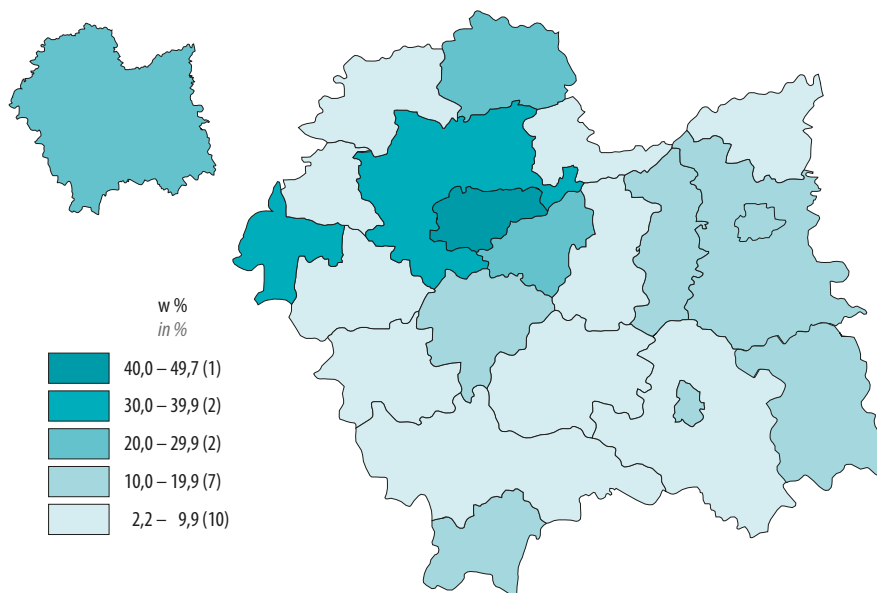 w %
in %
40,0 – 49,7 (1)
30,0 – 39,9 (2)
20,0 – 29,9 (2)
10,0 – 19,9 (7)
2,2 – 9,9 (10)